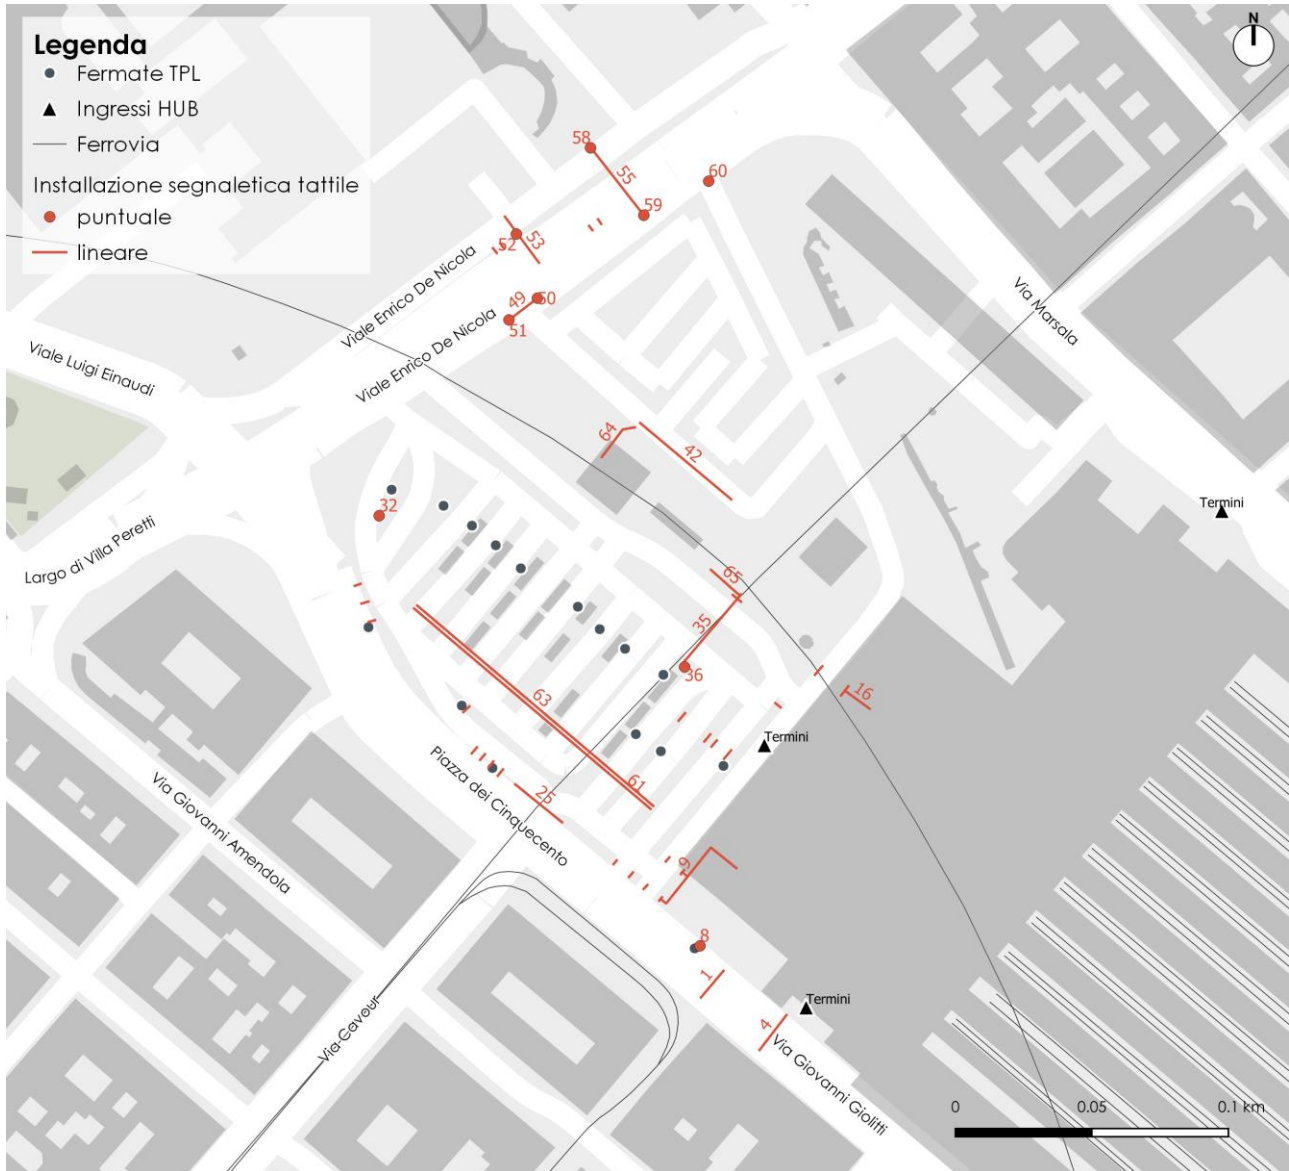 Legenda
Fermate TPL
Ingressi HUB
Ferrovia
Installazione segnaletica tattile
puntuale
lineare
N
58
55
60
59
53
52
Viale Enrico De Nicola
49
50
51
Viale Enrico De Nicola
Via Marsala
Viale Luigi Einaudi
64
42
Termini
32
Largo di Villa Peretti
65
35
36
16
63
Termini
61
25
Piazza dei Cinquecento
Via Giovanni Amendola
9
8
1
Termini
4
Via Cavour
Via Giovanni Giolitti
0
0.05
0.1 km